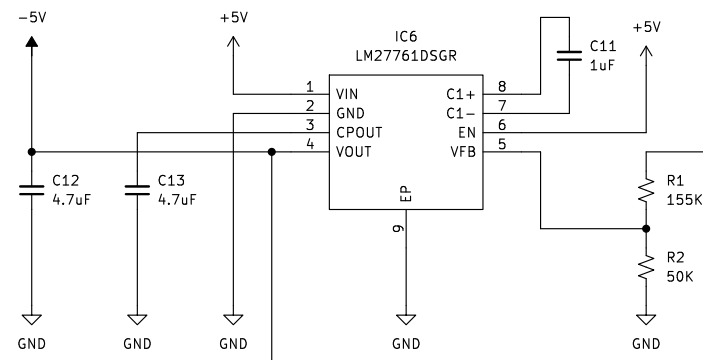 -5V
+5V
IC6
LM27761DSGR
C11
1uF
+5V
1 VIN
2 GND
3 CPOUT
4 VOUT
C1+ 8
C1- 7
EN 6
VFB 5
EP
9
C12
4.7uF
C13
4.7uF
R1
155K
R2
50K
GND
GND
GND
GND
GND